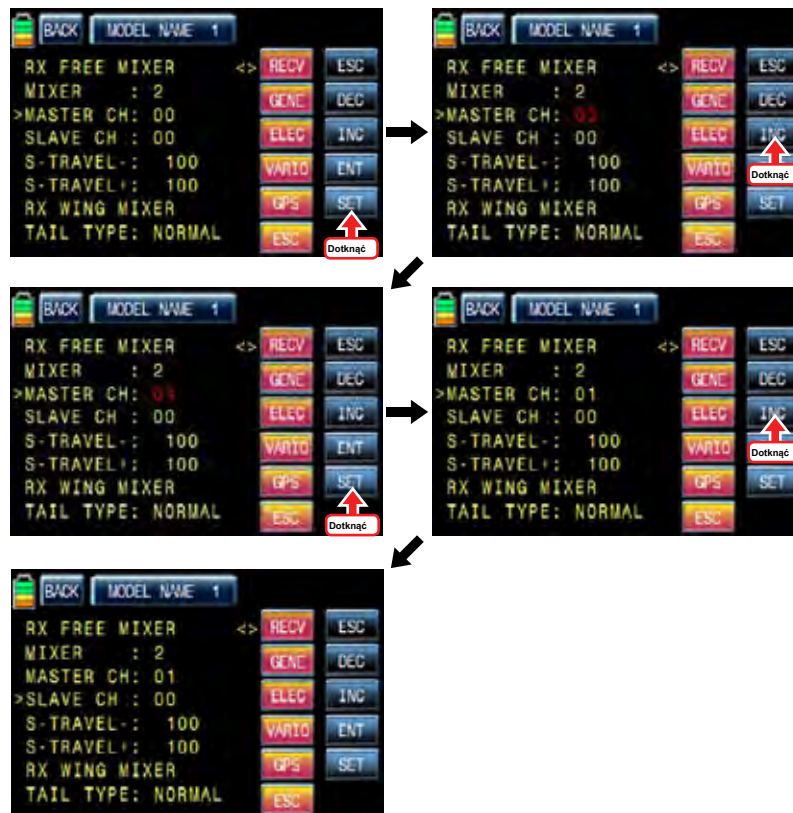 BACK MODEL NAME 1
RX FREE MIXER <> RECV ESC
MIXER : 2 GENE DEC
>MASTER CH: 00 ELEC INC
SLAVE CH : 00
S-TRAVEL-: 100 VARIO ENT
S-TRAVEL+: 100
RX WING MIXER GPS SET
TAIL TYPE: NORMAL ESC
Dotknąć
BACK MODEL NAME 1
RX FREE MIXER <> RECV ESC
MIXER : 2 GENE DEC
>MASTER CH: ELEC INC
SLAVE CH : 00
S-TRAVEL-: 100 VARIO
Dotknąć
S-TRAVEL+: 100
RX WING MIXER GPS SET
TAIL TYPE: NORMAL ESC
BACK MODEL NAME 1
RX FREE MIXER <> RECV ESC
MIXER : 2 GENE DEC
>MASTER CH: 01 ELEC INC
SLAVE CH : 00
S-TRAVEL-: 100 VARIO ENT
S-TRAVEL+: 100
RX WING MIXER GPS SET
TAIL TYPE: NORMAL ESC
Dotknąć
BACK MODEL NAME 1
RX FREE MIXER <> RECV ESC
MIXER : 2 GENE DEC
>MASTER CH: 01 ELEC INC
SLAVE CH : 00
S-TRAVEL-: 100 VARIO
Dotknąć
S-TRAVEL+: 100
RX WING MIXER GPS SET
TAIL TYPE: NORMAL ESC
BACK MODEL NAME 1
RX FREE MIXER <> RECV ESC
MIXER : 2 GENE DEC
MASTER CH: 01
>SLAVE CH : 00 ELEC INC
S-TRAVEL-: 100 VARIO ENT
S-TRAVEL+: 100
RX WING MIXER GPS SET
TAIL TYPE: NORMAL ESC